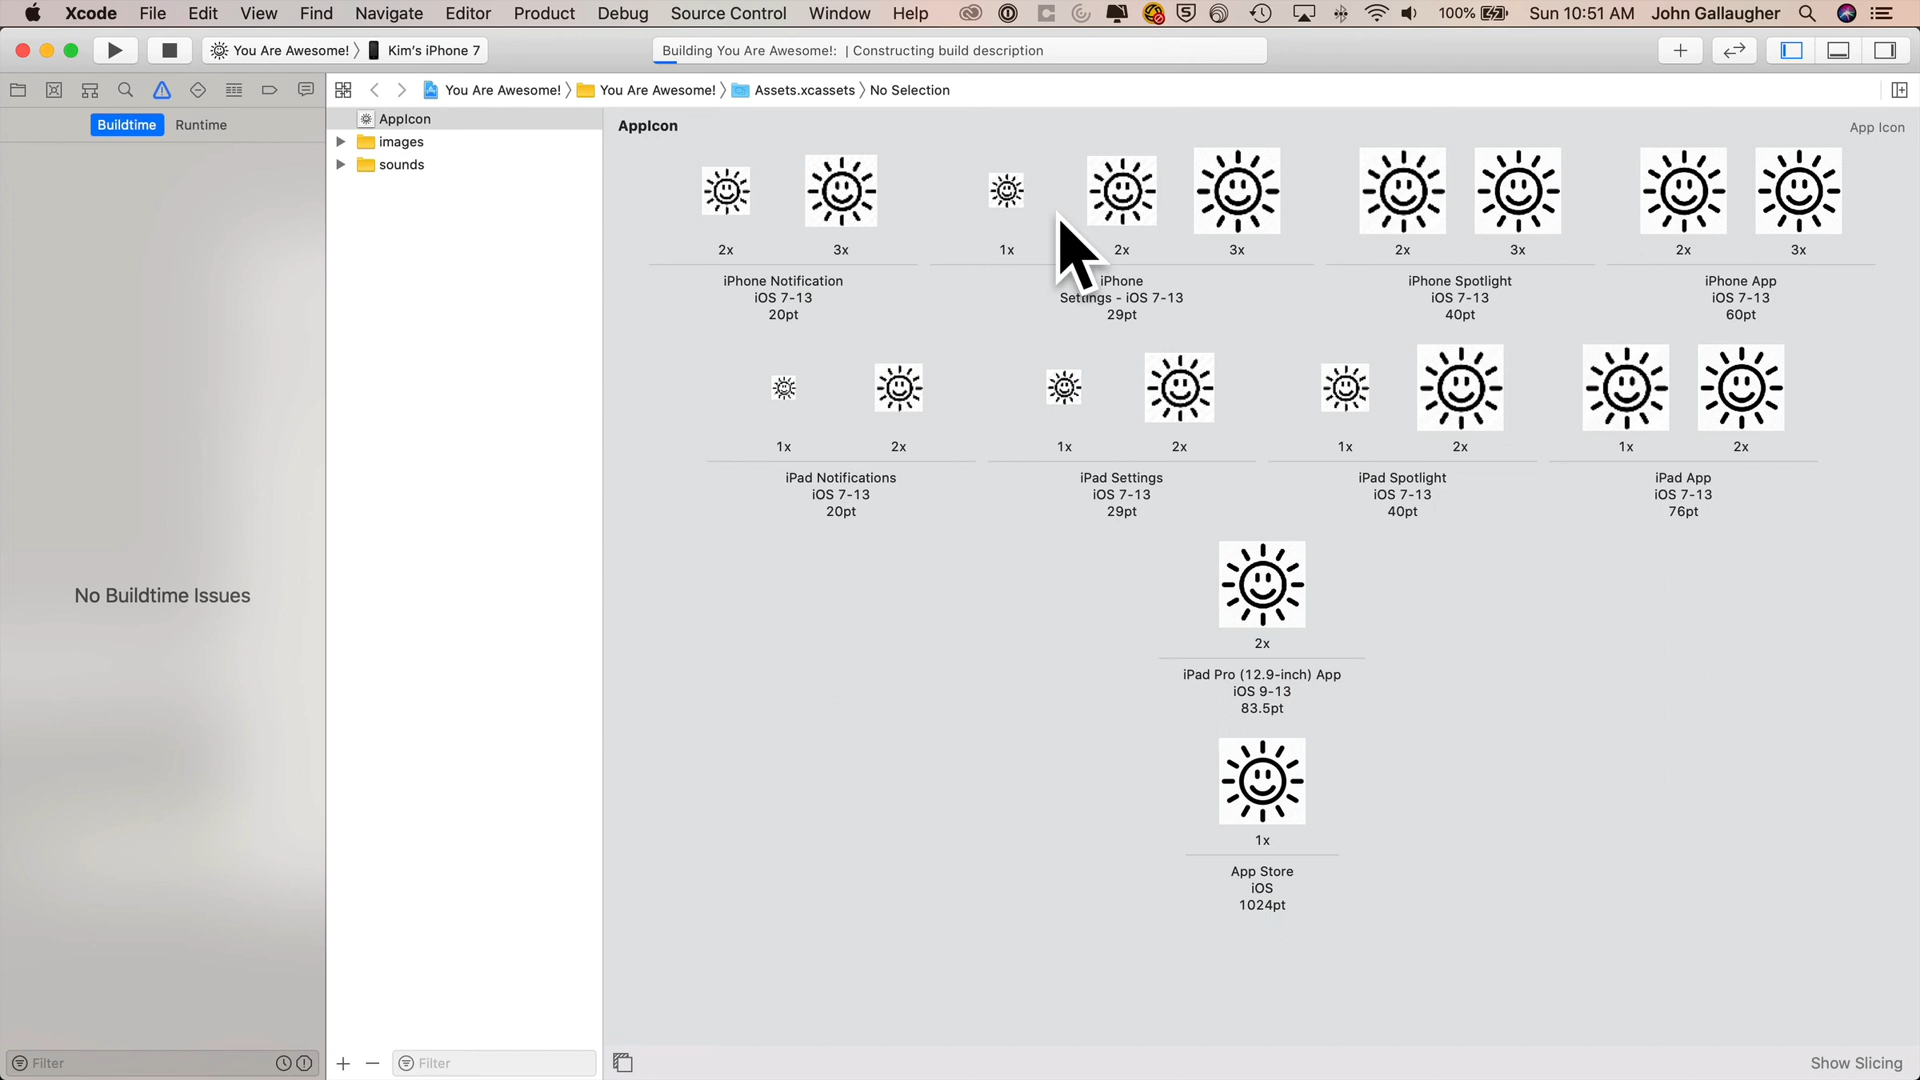 Xcode File Edit View Find Navigate Editor Product Debug Source Control Window Help 100% Sun 10:51 AM John Gallaugher
You Are Awesome! Kim's iPhone 7
Building You Are Awesome!: | Constructing build description
You Are Awesome! You Are Awesome! Assets.xcassets No Selection
Buildtime Runtime
No Buildtime Issues
Filter
AppIcon
images
sounds
Filter
AppIcon
App Icon
2x 3x 1x 2x 3x 2x 3x 2x 3x
iPhone Notification
iOS 7-13
20pt
iPhone
Settings - iOS 7-13
29pt
iPhone Spotlight
iOS 7-13
40pt
iPhone App
iOS 7-13
60pt
1x 2x 1x 2x 1x 2x 1x 2x
iPad Notifications
iOS 7-13
20pt
iPad Settings
iOS 7-13
29pt
iPad Spotlight
iOS 7-13
40pt
iPad App
iOS 7-13
76pt
2x
iPad Pro (12.9-inch) App
iOS 9-13
83.5pt
1x
App Store
iOS
1024pt
Show Slicing